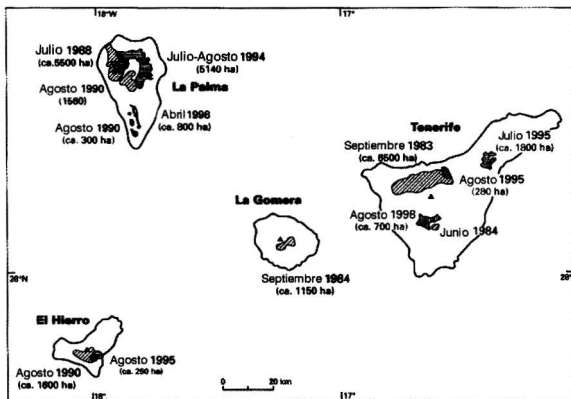 18°W
17°
Julio 1988
(ca.5500 ha)
Julio-Agosto 1994
(5140 ha)
La Palma
Agosto 1990
(1560)
Abril 1998
(ca. 800 ha)
Agosto 1990
(ca. 300 ha)
Tenerife
Septiembre 1983
(ca. 6500 ha)
Julio 1995
(ca. 1800 ha)
Agosto 1995
(280 ha)
La Gomera
Agosto 1998
(ca. 700 ha)
Junio 1984
28°N
28°
Septiembre 1984
(ca. 1150 ha)
El Hierro
Agosto 1995
(ca. 250 ha)
Agosto 1990
(ca. 1600 ha)
0 20 km
18°
17°